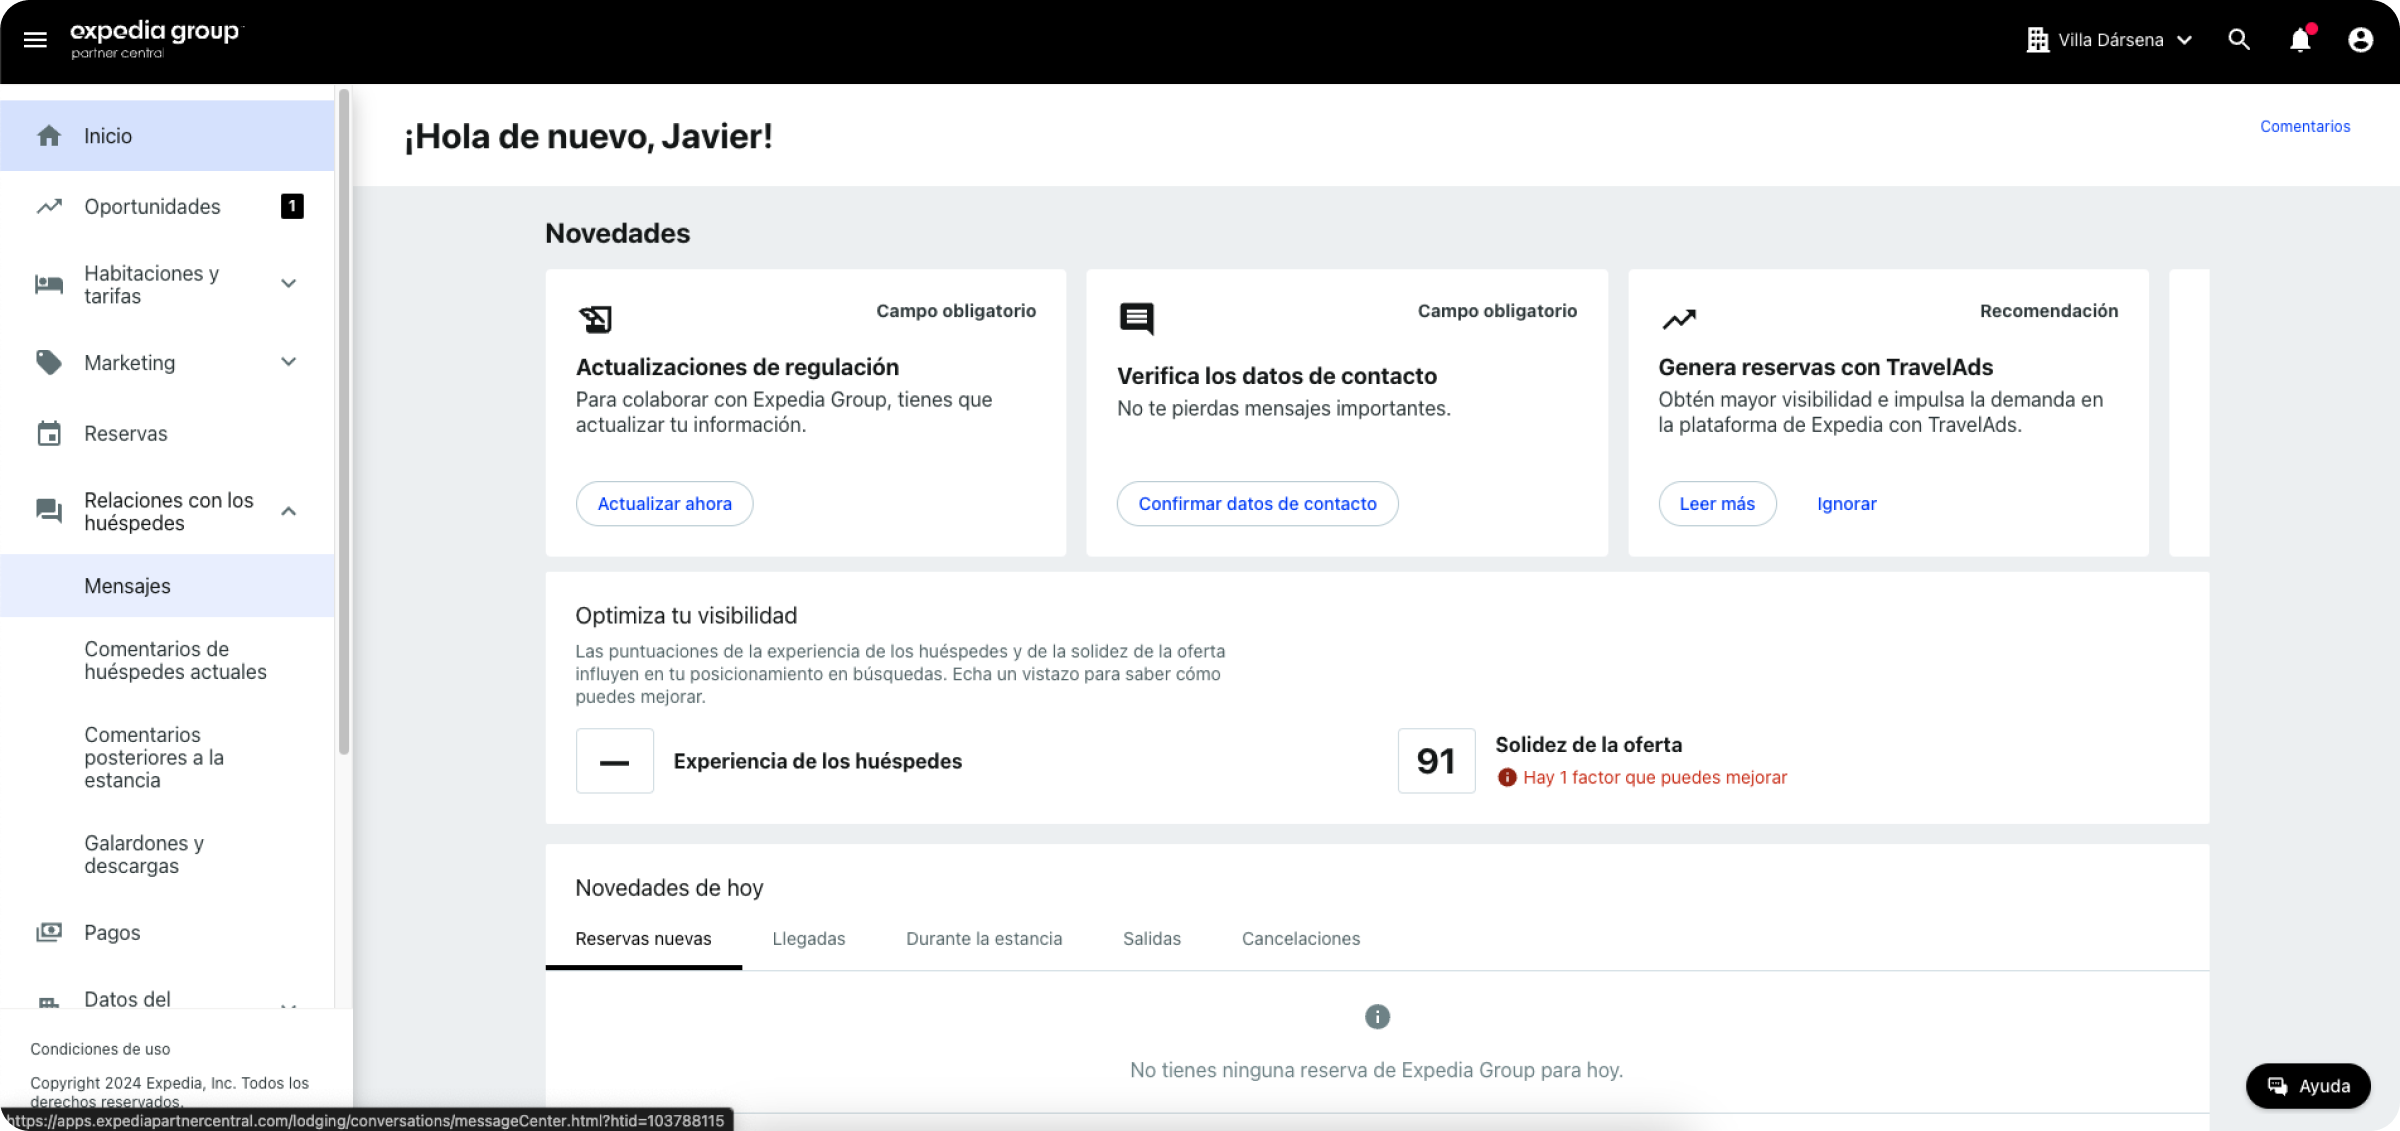 expedia group™
partner central
Villa Dársena
Inicio
Oportunidades
1
Habitaciones y
tarifas
Marketing
Reservas
Relaciones con los
huéspedes
Mensajes
Comentarios de
huéspedes actuales
Comentarios
posteriores a la
estancia
Galardones y
descargas
Pagos
Datos del
Condiciones de uso
Copyright 2024 Expedia, Inc. Todos los
derechos reservados.
https://apps.expediapartnercentral.com/lodging/conversations/messageCenter.html?htid=103788115
¡Hola de nuevo, Javier!
Comentarios
Novedades
Campo obligatorio
Actualizaciones de regulación
Para colaborar con Expedia Group, tienes que
actualizar tu información.
Actualizar ahora
Campo obligatorio
Verifica los datos de contacto
No te pierdas mensajes importantes.
Confirmar datos de contacto
Recomendación
Genera reservas con TravelAds
Obtén mayor visibilidad e impulsa la demanda en
la plataforma de Expedia con TravelAds.
Leer más
Ignorar
Optimiza tu visibilidad
Las puntuaciones de la experiencia de los huéspedes y de la solidez de la oferta
influyen en tu posicionamiento en búsquedas. Echa un vistazo para saber cómo
puedes mejorar.
— Experiencia de los huéspedes
91
Solidez de la oferta
Hay 1 factor que puedes mejorar
Novedades de hoy
Reservas nuevas
Llegadas
Durante la estancia
Salidas
Cancelaciones
No tienes ninguna reserva de Expedia Group para hoy.
Ayuda